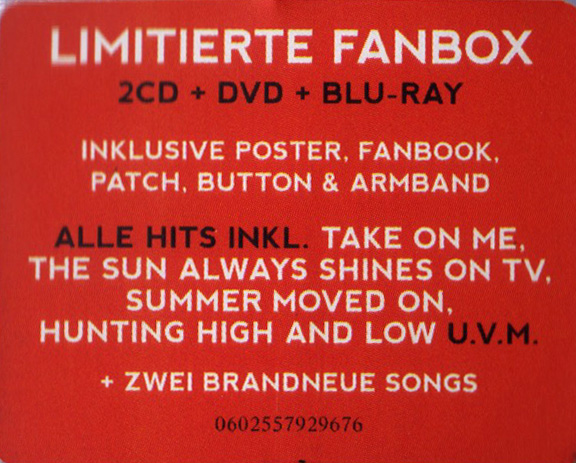 LIMITIERTE FANBOX
2CD + DVD + BLU-RAY
INKLUSIVE POSTER, FANBOOK,
PATCH, BUTTON & ARMBAND
ALLE HITS INKL. TAKE ON ME,
THE SUN ALWAYS SHINES ON TV,
SUMMER MOVED ON,
HUNTING HIGH AND LOW U.V.M.
+ ZWEI BRANDNEUE SONGS
0602557929676